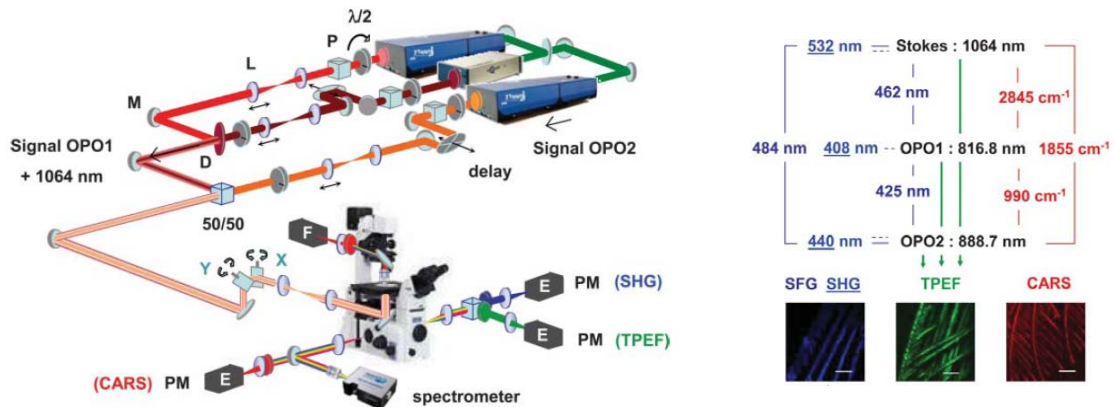 λ/2
P
L
M
Signal OPO1
+ 1064 nm
D
Signal OPO2
delay
50/50
F
Y
X
E
PM (SHG)
E
PM (TPEF)
(CARS) PM
E
spectrometer
532 nm
Stokes : 1064 nm
462 nm
2845 cm⁻¹
484 nm
408 nm
OPO1 : 816.8 nm
1855 cm⁻¹
425 nm
990 cm⁻¹
440 nm
OPO2 : 888.7 nm
SFG SHG
TPEF
CARS